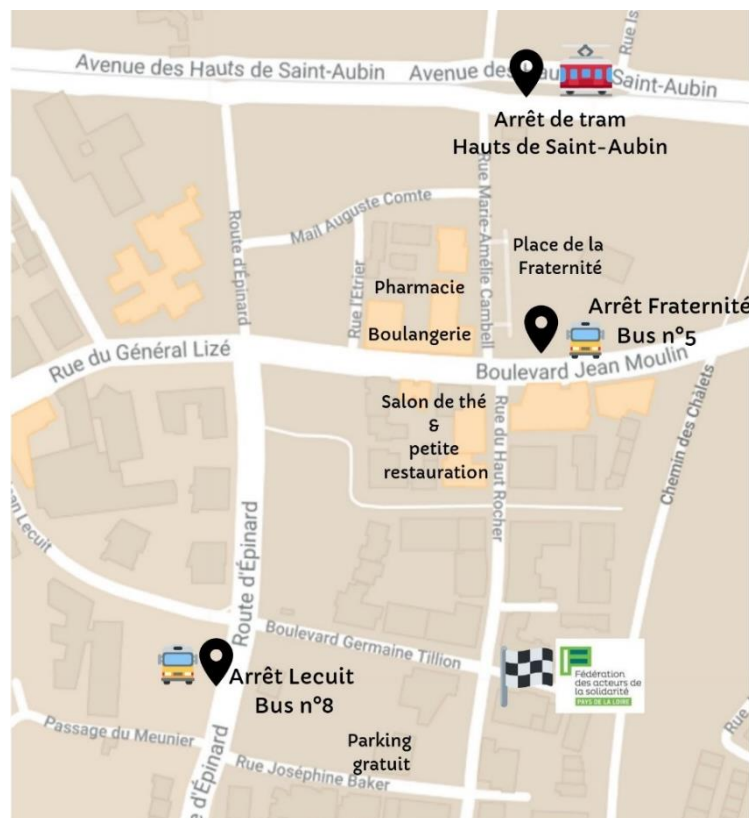 Avenue des Hauts de Saint-Aubin
Saint-Aubin
Arrêt de tram
Hauts de Saint-Aubin
Route d'Épinard
Mail Auguste Comte
Rue Marie-Amélie Cambell
Place de la
Fraternité
Rue l'Etrier
Pharmacie
Arrêt Fraternité
Bus n°5
Boulangerie
Rue du Général Lizé
Boulevard Jean Moulin
Salon de thé
&
petite
restauration
Rue du Haut Rocher
Chemin des Châlets
Lecuit
Route d'Épinard
Boulevard Germaine Tillion
Arrêt Lecuit
Bus n°8
Fédération
des acteurs de
la solidarité
PAYS DE LA LOIRE
Passage du Meunier
Parking
gratuit
Rue Joséphine Baker
d'Épinard
Rue